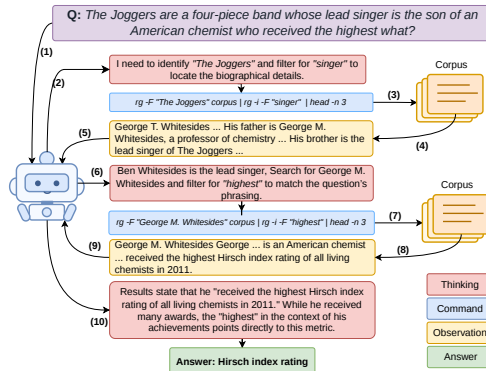 Q: The Joggers are a four-piece band whose lead singer is the son of an
American chemist who received the highest what?
(1)
(2)
I need to identify "The Joggers" and filter for "singer" to
locate the biographical details.
Corpus
rg -F "The Joggers" corpus | rg -i -F "singer" | head -n 3
(3)
(4)
(5)
George T. Whitesides ... His father is George M.
Whitesides, a professor of chemistry ... His brother is the
lead singer of The Joggers ...
(6)
Ben Whitesides is the lead singer, Search for George M.
Whitesides and filter for "highest" to match the question's
phrasing.
Corpus
rg -F "George M. Whitesides" corpus | rg -i -F "highest" | head -n 3
(7)
(8)
(9)
George M. Whitesides George ... is an American chemist
... received the highest Hirsch index rating of all living
chemists in 2011.
(10)
Results state that he "received the highest Hirsch index
rating of all living chemists in 2011." While he received
many awards, the "highest" in the context of his
achievements points directly to this metric.
Answer: Hirsch index rating
Thinking
Command
Observation
Answer